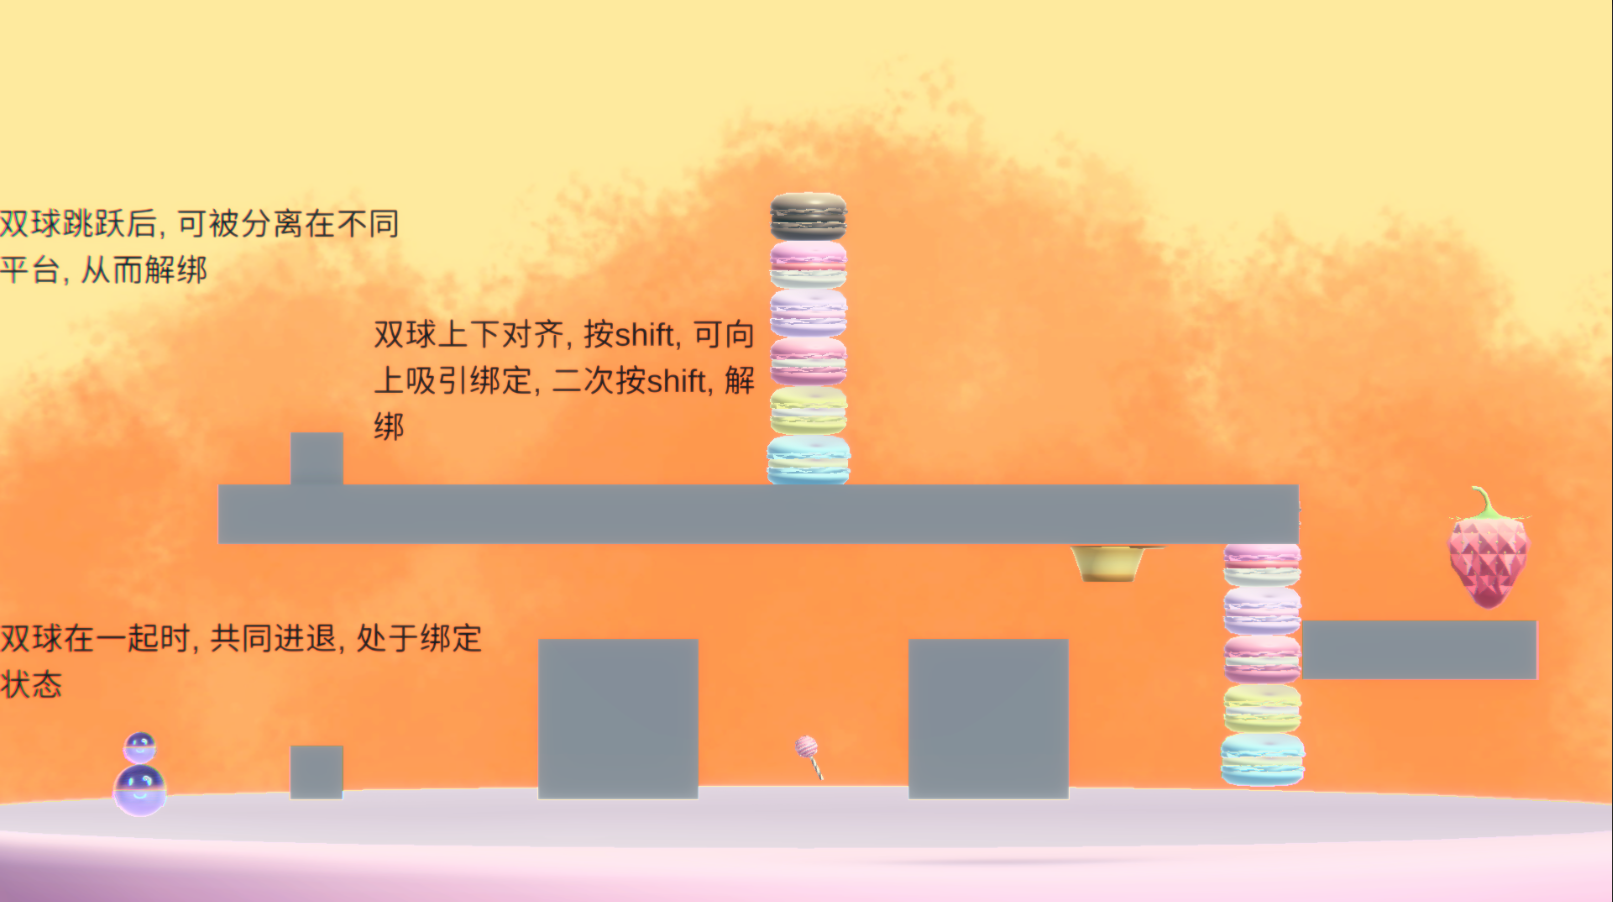 双球跳跃后, 可被分离在不同
平台, 从而解绑
双球上下对齐, 按shift, 可向
上吸引绑定, 二次按shift, 解
绑
双球在一起时, 共同进退, 处于绑定
状态